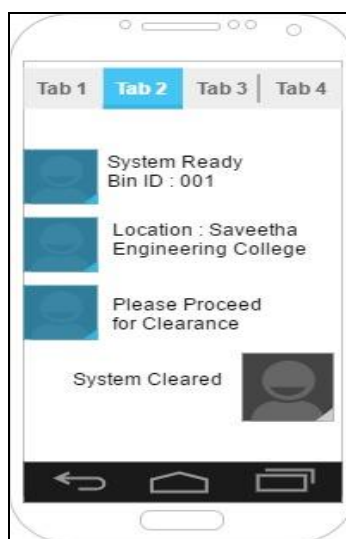 Tab 1 Tab 2 Tab 3 Tab 4
System Ready
Bin ID : 001
Location : Saveetha
Engineering College
Please Proceed
for Clearance
System Cleared